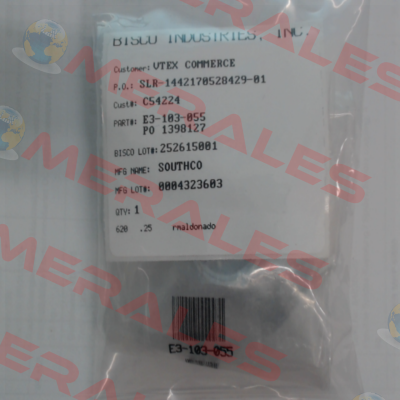 BISCO INDUSTRIES, INC.
Customer: VTEX COMMERCE
P.O.: SLR-1442170528429-01
Cust#: C54224
PART#: E3-103-055
PO 1398127
BISCO LOT#: 252615001
MFG NAME: SOUTHCO
MFG LOT#: 0004323603
QTY: 1
620 .25 rmaldonado
E3-103-055
MERALES